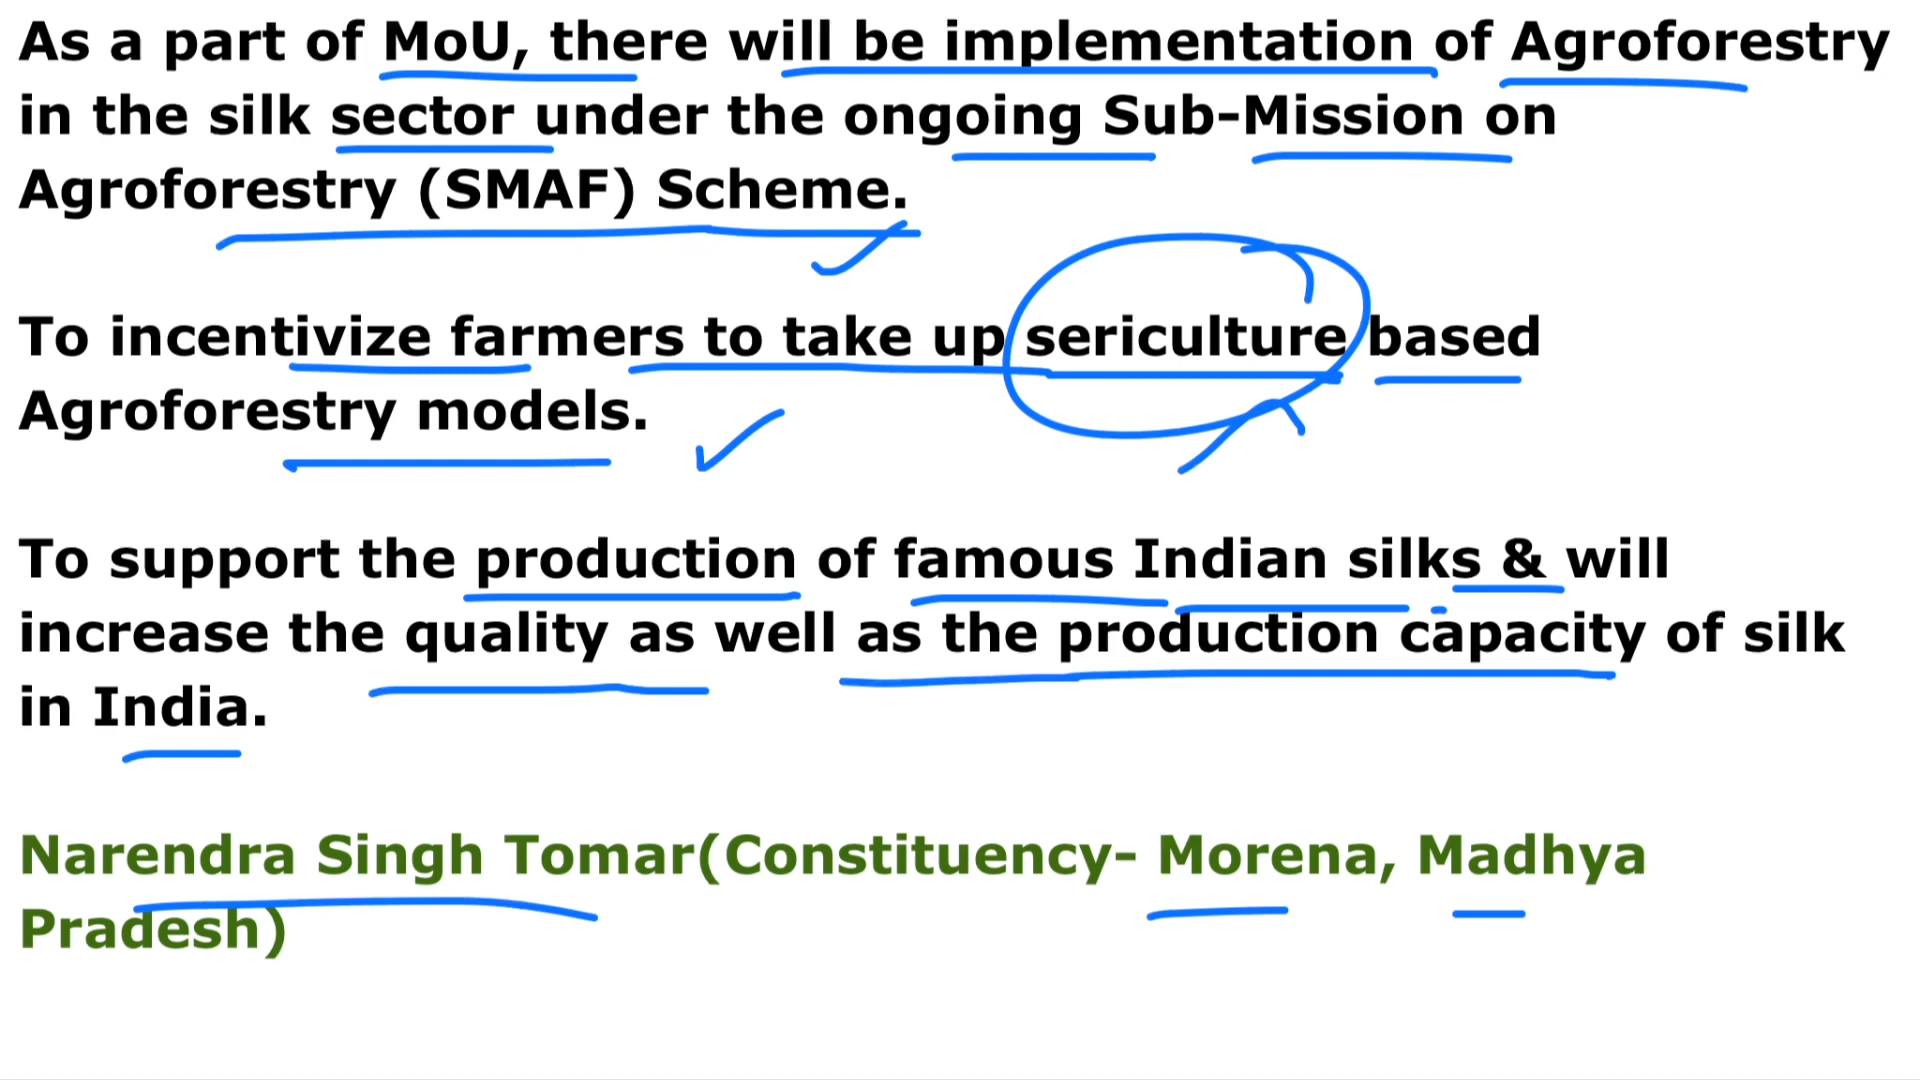 As a part of MoU, there will be implementation of Agroforestry
in the silk sector under the ongoing Sub-Mission on
Agroforestry (SMAF) Scheme.
To incentivize farmers to take up sericulture based
Agroforestry models.
To support the production of famous Indian silks & will
increase the quality as well as the production capacity of silk
in India.
Narendra Singh Tomar(Constituency- Morena, Madhya
Pradesh)